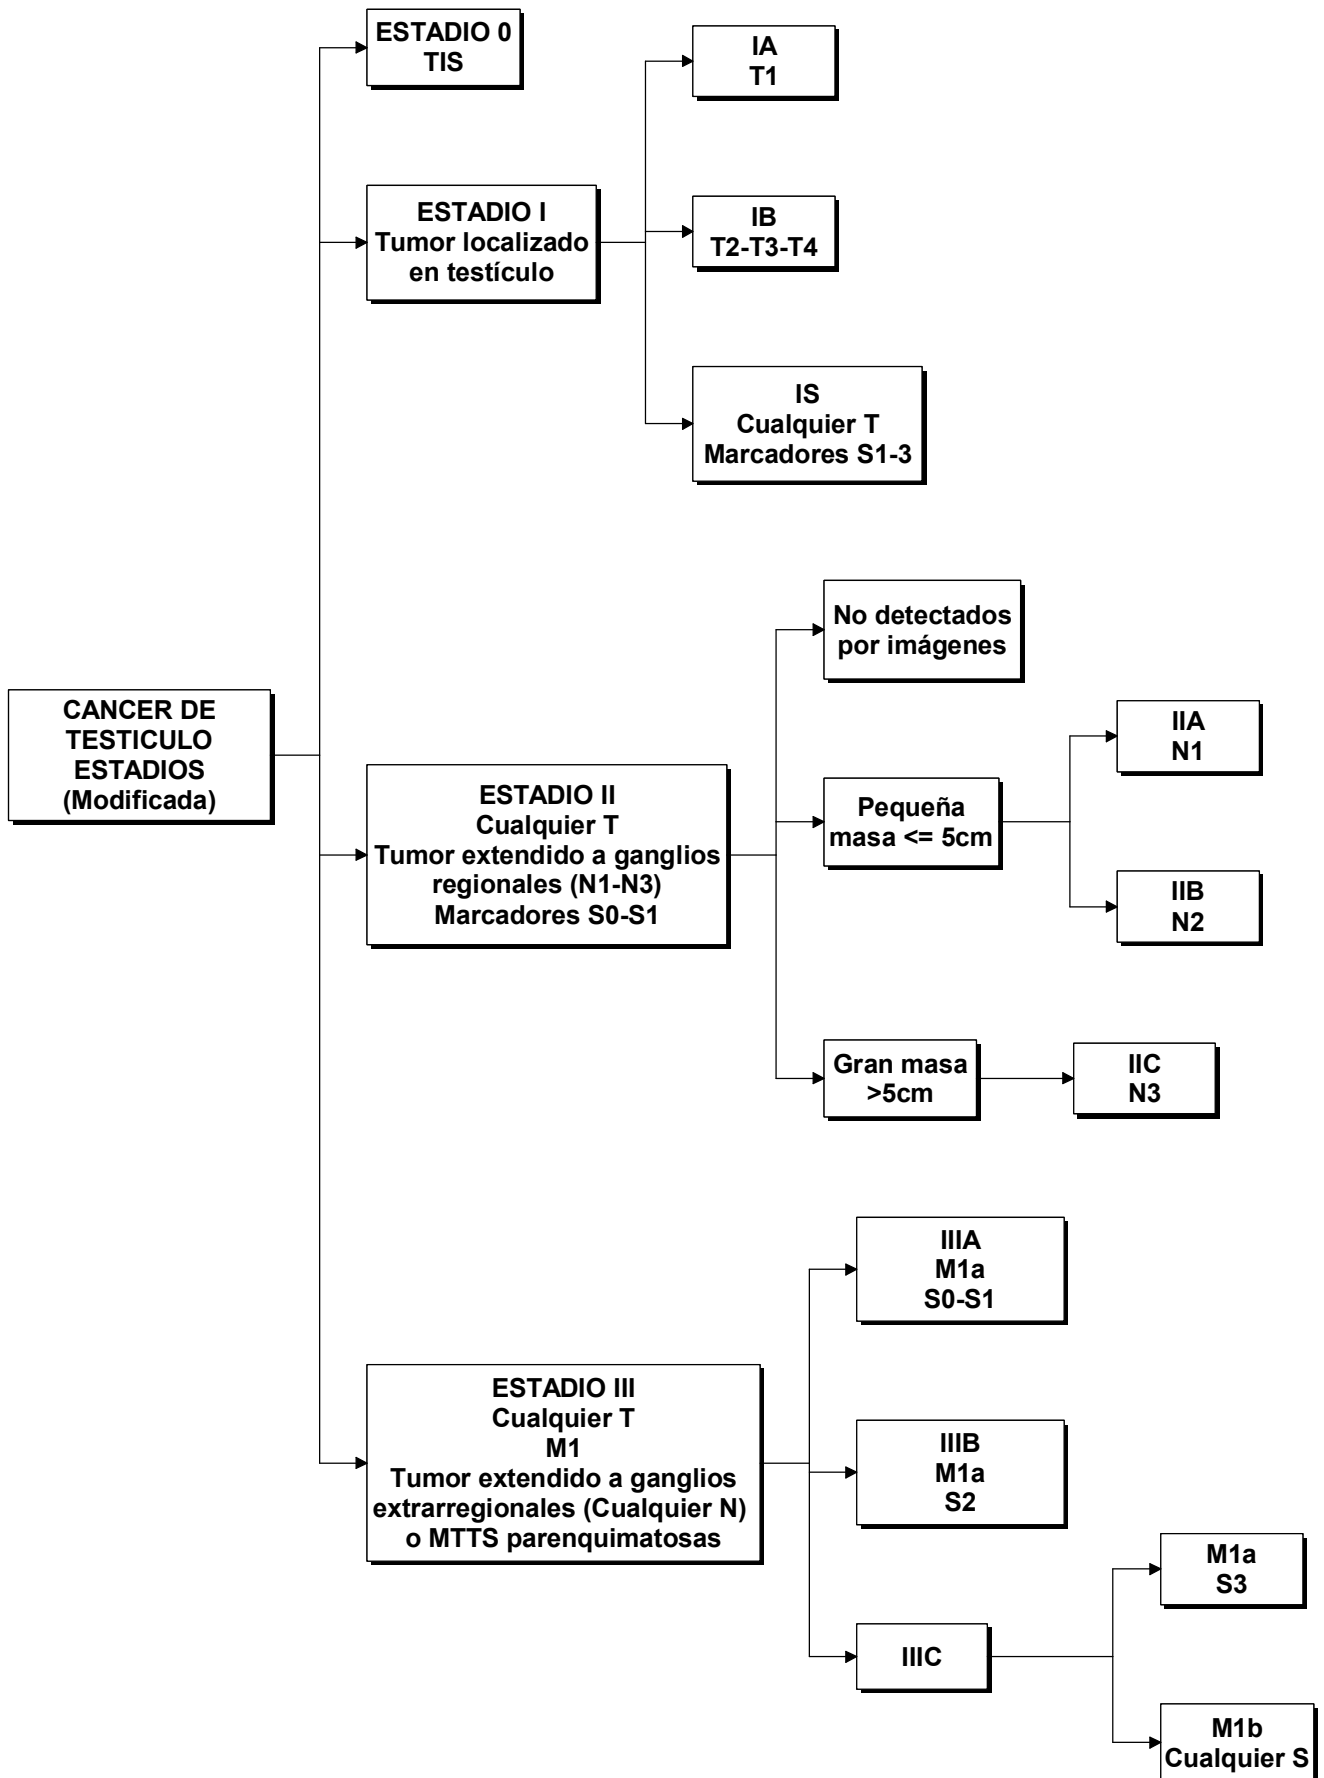 CANCER DE
TESTICULO
ESTADIOS
(Modificada)
ESTADIO 0
TIS
ESTADIO I
Tumor localizado
en testículo
IA
T1
IB
T2-T3-T4
IS
Cualquier T
Marcadores S1-3
ESTADIO II
Cualquier T
Tumor extendido a ganglios
regionales (N1-N3)
Marcadores S0-S1
No detectados
por imágenes
Pequeña
masa <= 5cm
IIA
N1
IIB
N2
Gran masa
>5cm
IIC
N3
ESTADIO III
Cualquier T
M1
Tumor extendido a ganglios
extrarregionales (Cualquier N)
o MTTS parenquimatosas
IIIA
M1a
S0-S1
IIIB
M1a
S2
IIIC
M1a
S3
M1b
Cualquier S